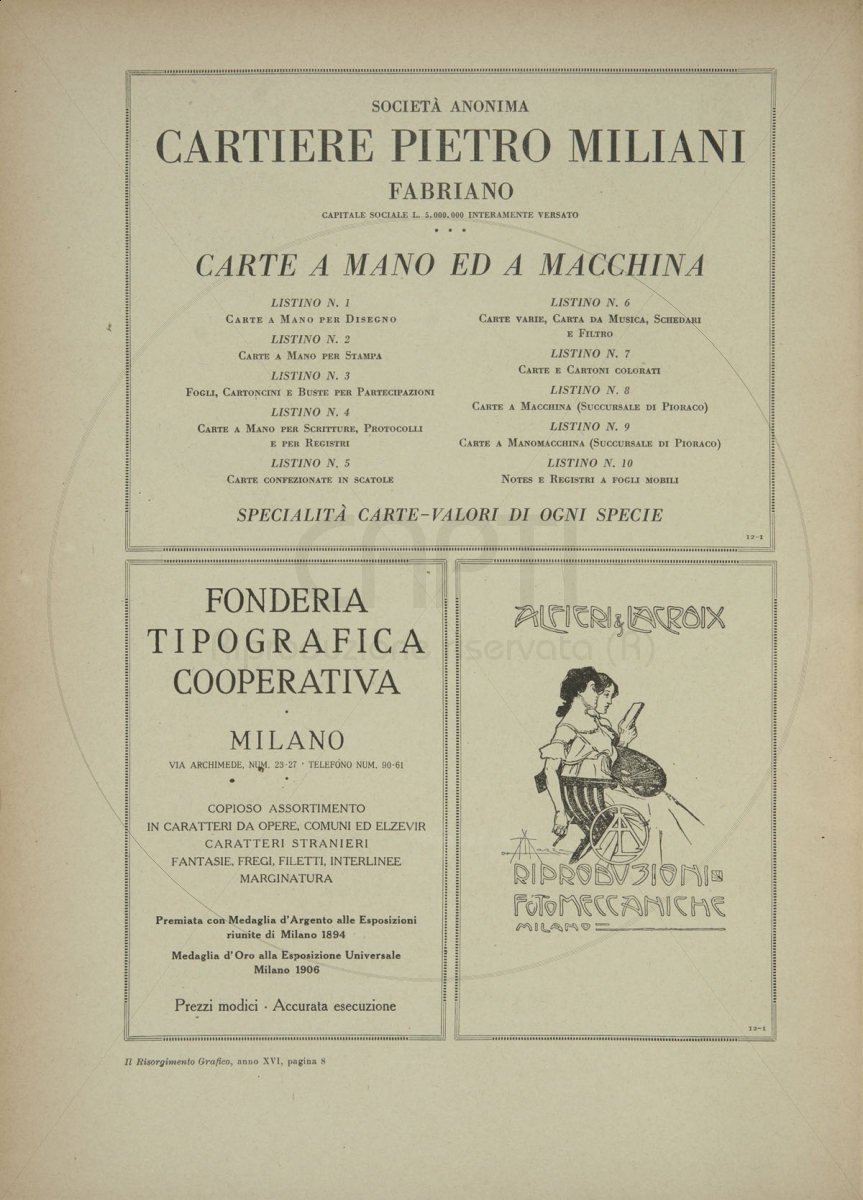 SOCIETÀ ANONIMA
CARTIERE PIETRO MILIANI
FABRIANO
CAPITALE SOCIALE L. 5.000.000 INTERAMENTE VERSATO
CARTE A MANO ED A MACCHINA
LISTINO N. 1
CARTE A MANO PER DISEGNO
LISTINO N. 2
CARTE A MANO PER STAMPA
LISTINO N. 3
FOGLI, CARTONCINI E BUSTE PER PARTECIPAZIONI
LISTINO N. 4
CARTE A MANO PER SCRITTURE, PROTOCOLLI
E PER REGISTRI
LISTINO N. 5
CARTE CONFEZIONATE IN SCATOLE
LISTINO N. 6
CARTE VARIE, CARTA DA MUSICA, SCHEDARI
E FILTRO
LISTINO N. 7
CARTE E CARTONI COLORATI
LISTINO N. 8
CARTE A MACCHINA (SUCCURSALE DI PIORACO)
LISTINO N. 9
CARTE A MANOMACCHINA (SUCCURSALE DI PIORACO)
LISTINO N. 10
NOTES E REGISTRI A FOGLI MOBILI
SPECIALITÀ CARTE-VALORI DI OGNI SPECIE
12-1
FONDERIA
TIPOGRAFICA
COOPERATIVA
MILANO
VIA ARCHIMEDE, NUM. 23-27 · TELEFONO NUM. 90-61
COPIOSO ASSORTIMENTO
IN CARATTERI DA OPERE, COMUNI ED ELZEVIR
CARATTERI STRANIERI
FANTASIE, FREGI, FILETTI, INTERLINEE
MARGINATURA
Premiata con Medaglia d'Argento alle Esposizioni
riunite di Milano 1894
Medaglia d'Oro alla Esposizione Universale
Milano 1906
Prezzi modici · Accurata esecuzione
ALFIERI & LACROIX
RIPRODUZIONI
FOTOMECCANICHE
MILANO
12-1
Il Risorgimento Grafico, anno XVI, pagina 8